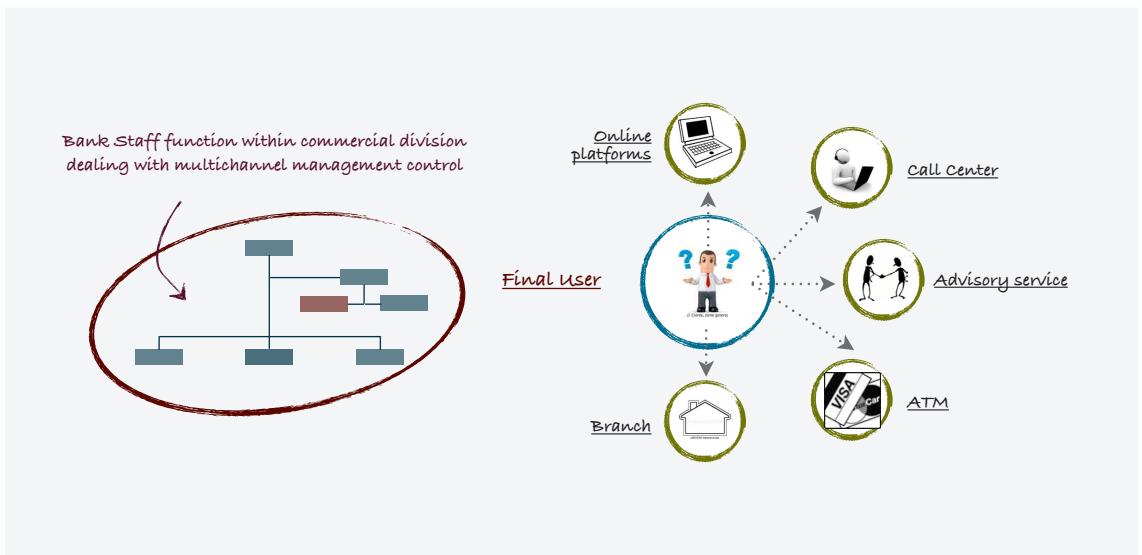 Bank Staff function within commercial division
dealing with multichannel management control
Online
platforms
Call Center
Final User
Advisory service
Branch
ATM
VISA